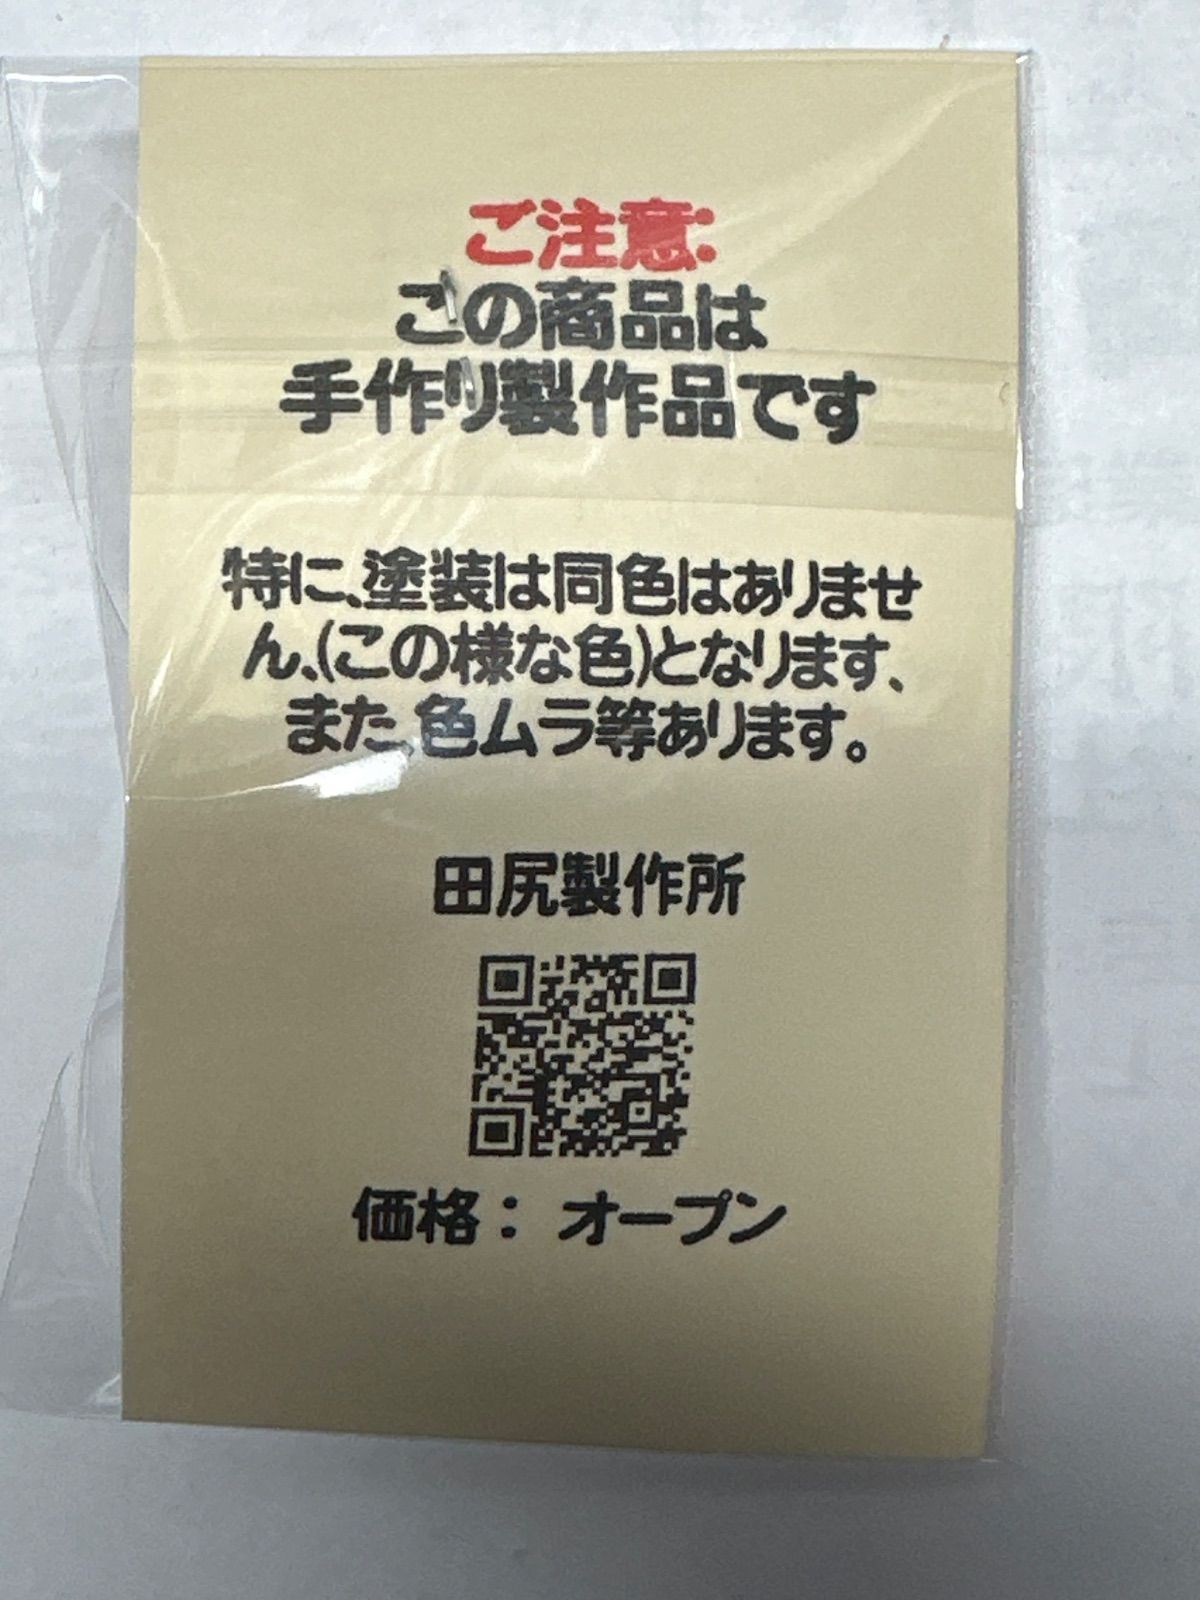 ご注意:
この商品は
手作り製作品です
特に、塗装は同色はありませ
ん、(この様な色)となります、
また、色ムラ等あります。
田尻製作所
価格： オープン